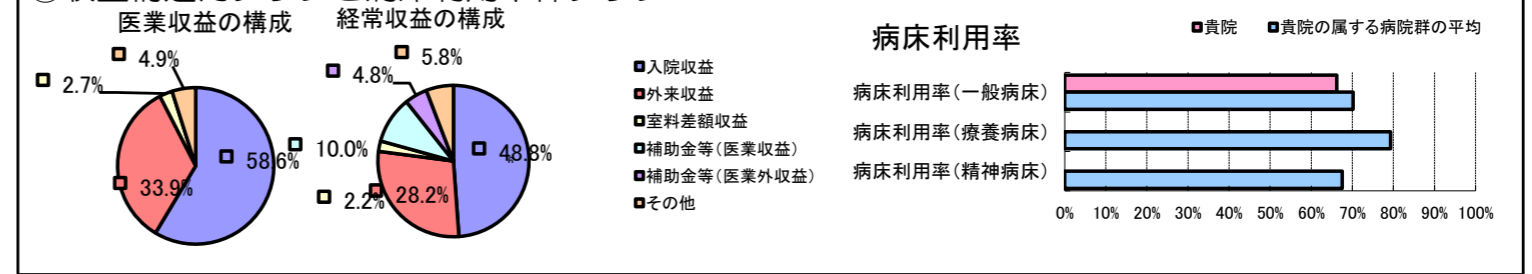 医業収益の構成
4.9%
2.7%
58.6%
33.9%
経常収益の構成
5.8%
4.8%
10.0%
48.8%
2.2%
28.2%
入院収益
外来収益
室料差額収益
補助金等(医業収益)
補助金等(医業外収益)
その他
病床利用率
貴院 貴院の属する病院群の平均
病床利用率(一般病床)
病床利用率(療養病床)
病床利用率(精神病床)
0% 10% 20% 30% 40% 50% 60% 70% 80% 90% 100%